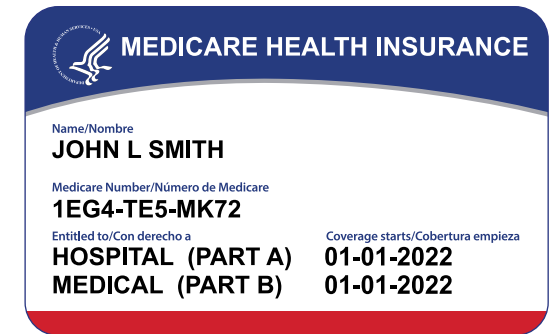 MEDICARE HEALTH INSURANCE
Name/Nombre
JOHN L SMITH
Medicare Number/Número de Medicare
1EG4-TE5-MK72
Entitled to/Con derecho a Coverage starts/Cobertura empieza
HOSPITAL (PART A) 01-01-2022
MEDICAL (PART B) 01-01-2022